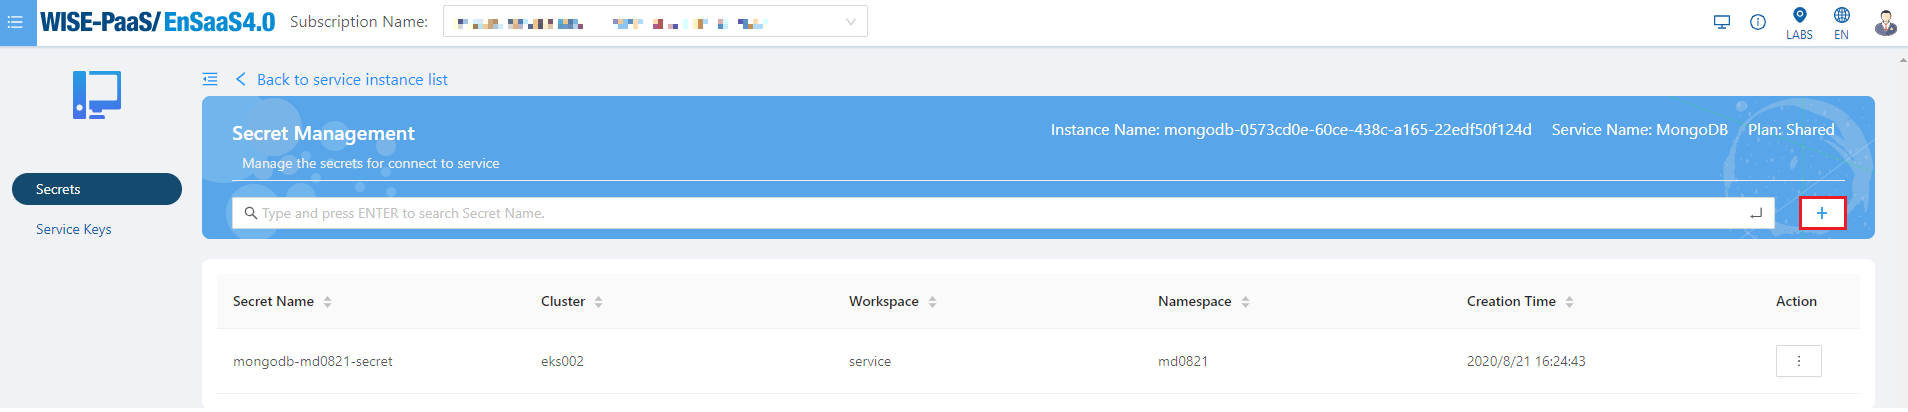 WISE-PaaS/EnSaaS4.0 Subscription Name: LABS EN
Back to service instance list
Secret Management
Instance Name: mongodb-0573cd0e-60ce-438c-a165-22edf50f124d Service Name: MongoDB Plan: Shared
Manage the secrets for connect to service
Secrets
Service Keys
Type and press ENTER to search Secret Name.
+
Secret Name Cluster Workspace Namespace Creation Time Action
mongodb-md0821-secret eks002 service md0821 2020/8/21 16:24:43